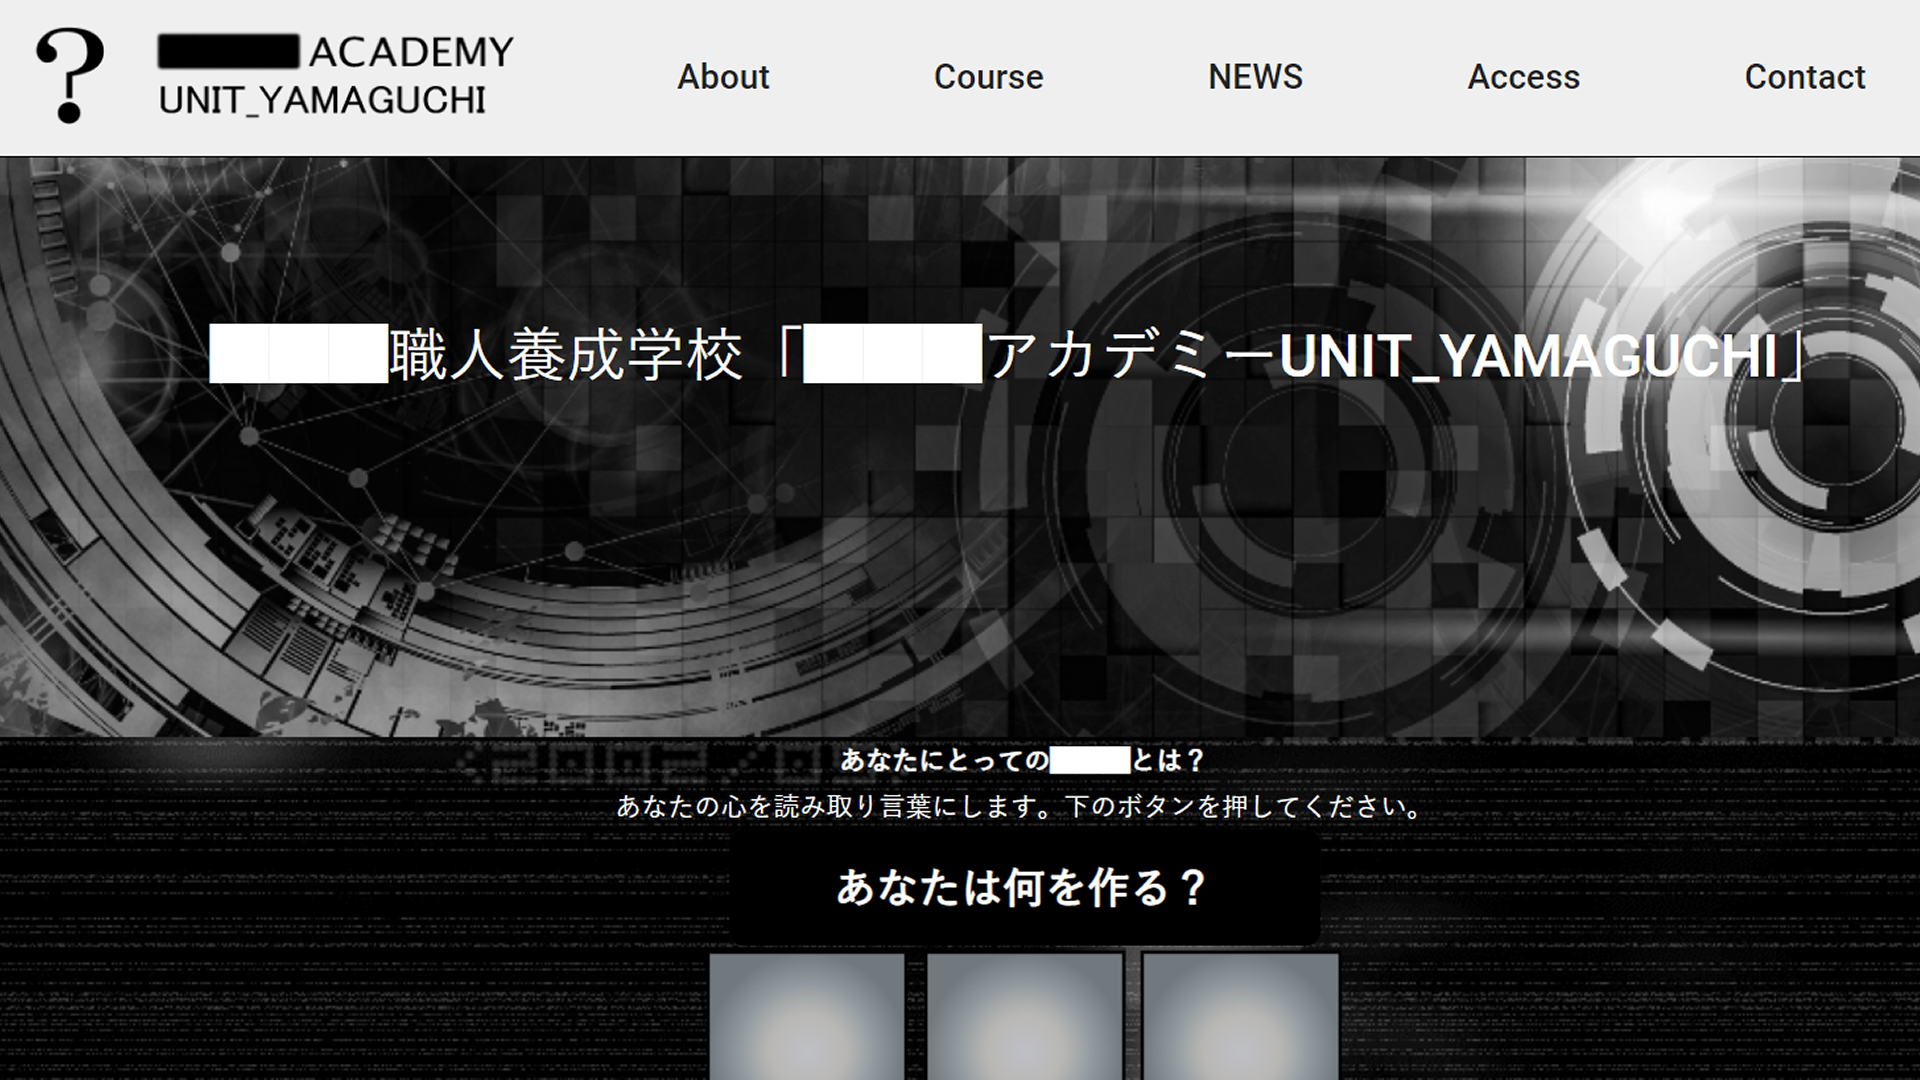 ?
ACADEMY
UNIT_YAMAGUCHI
About
Course
NEWS
Access
Contact
███職人養成学校「███アカデミーUNIT_YAMAGUCHI」
あなたにとっての███とは？
あなたの心を読み取り言葉にします。下のボタンを押してください。
あなたは何を作る？